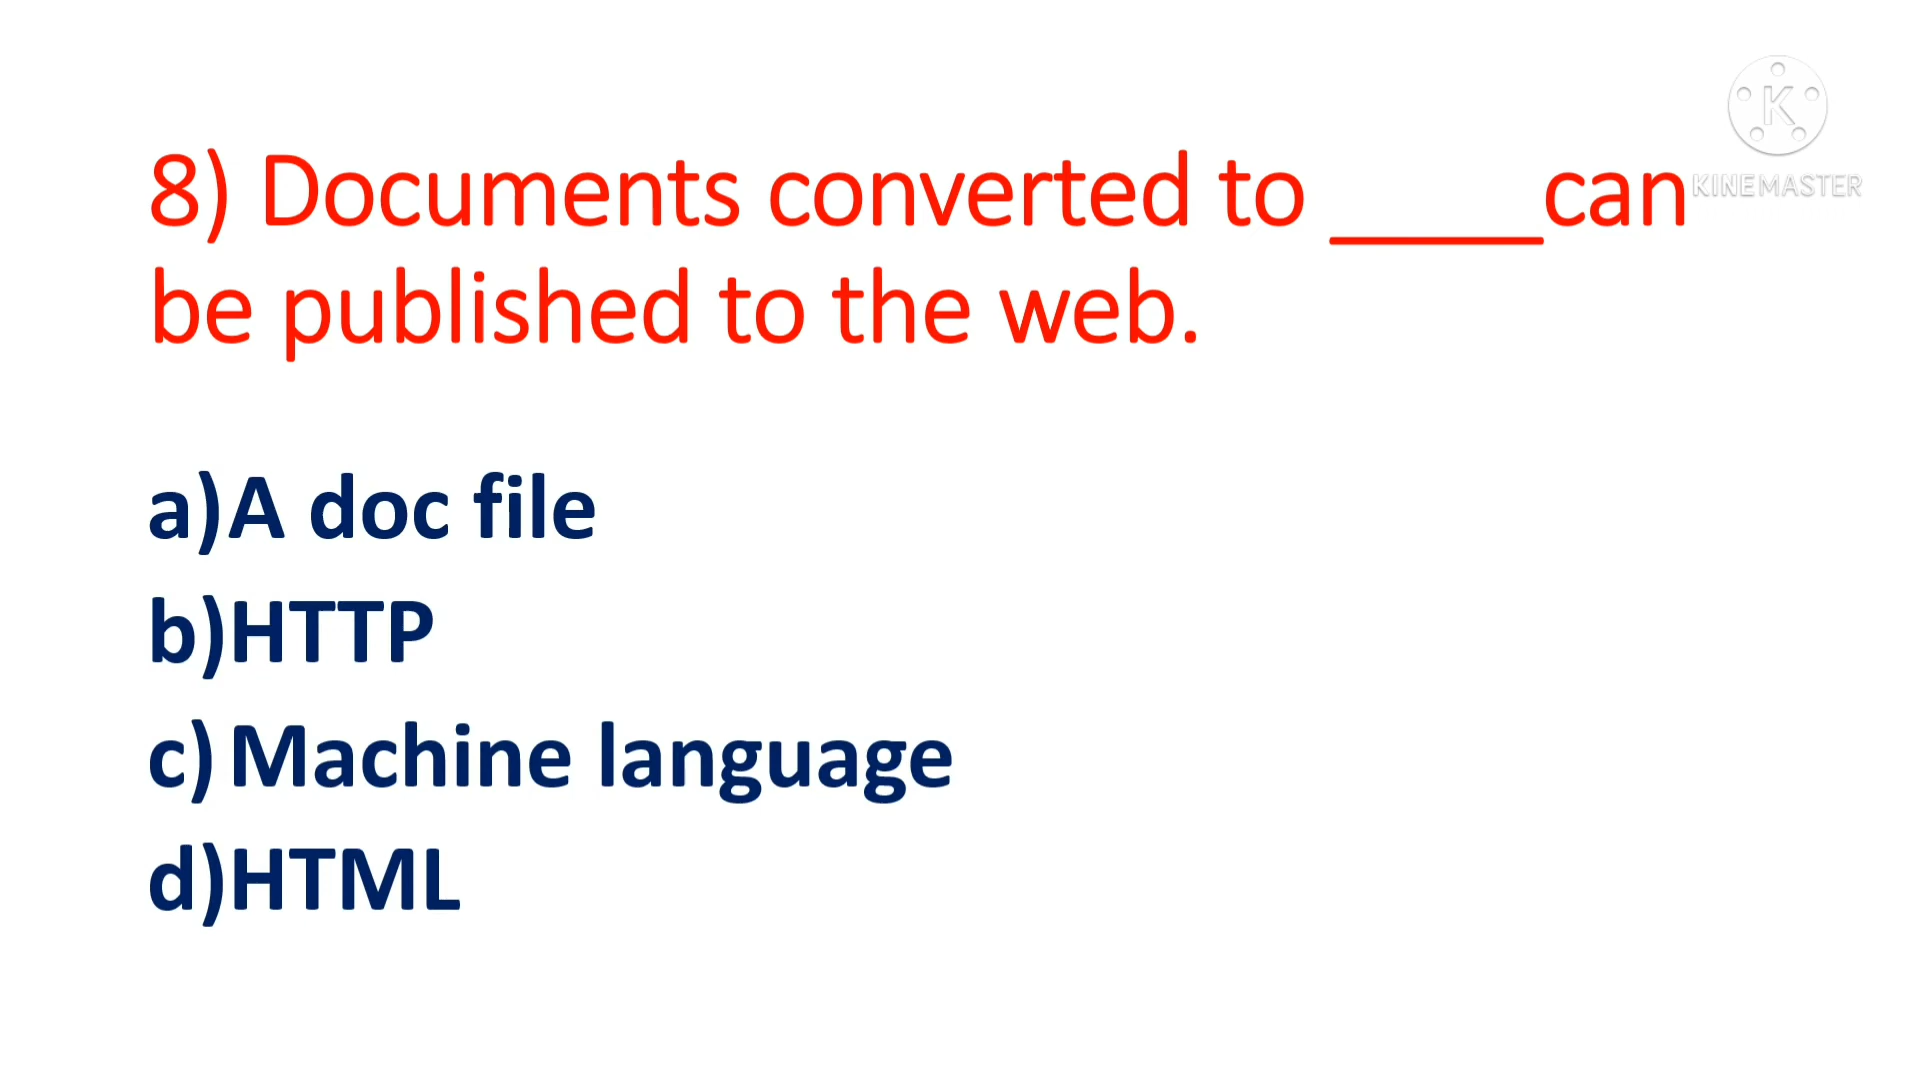 8) Documents converted to _____can
be published to the web.
a)A doc file
b)HTTP
c)Machine language
d)HTML
K
KINEMASTER